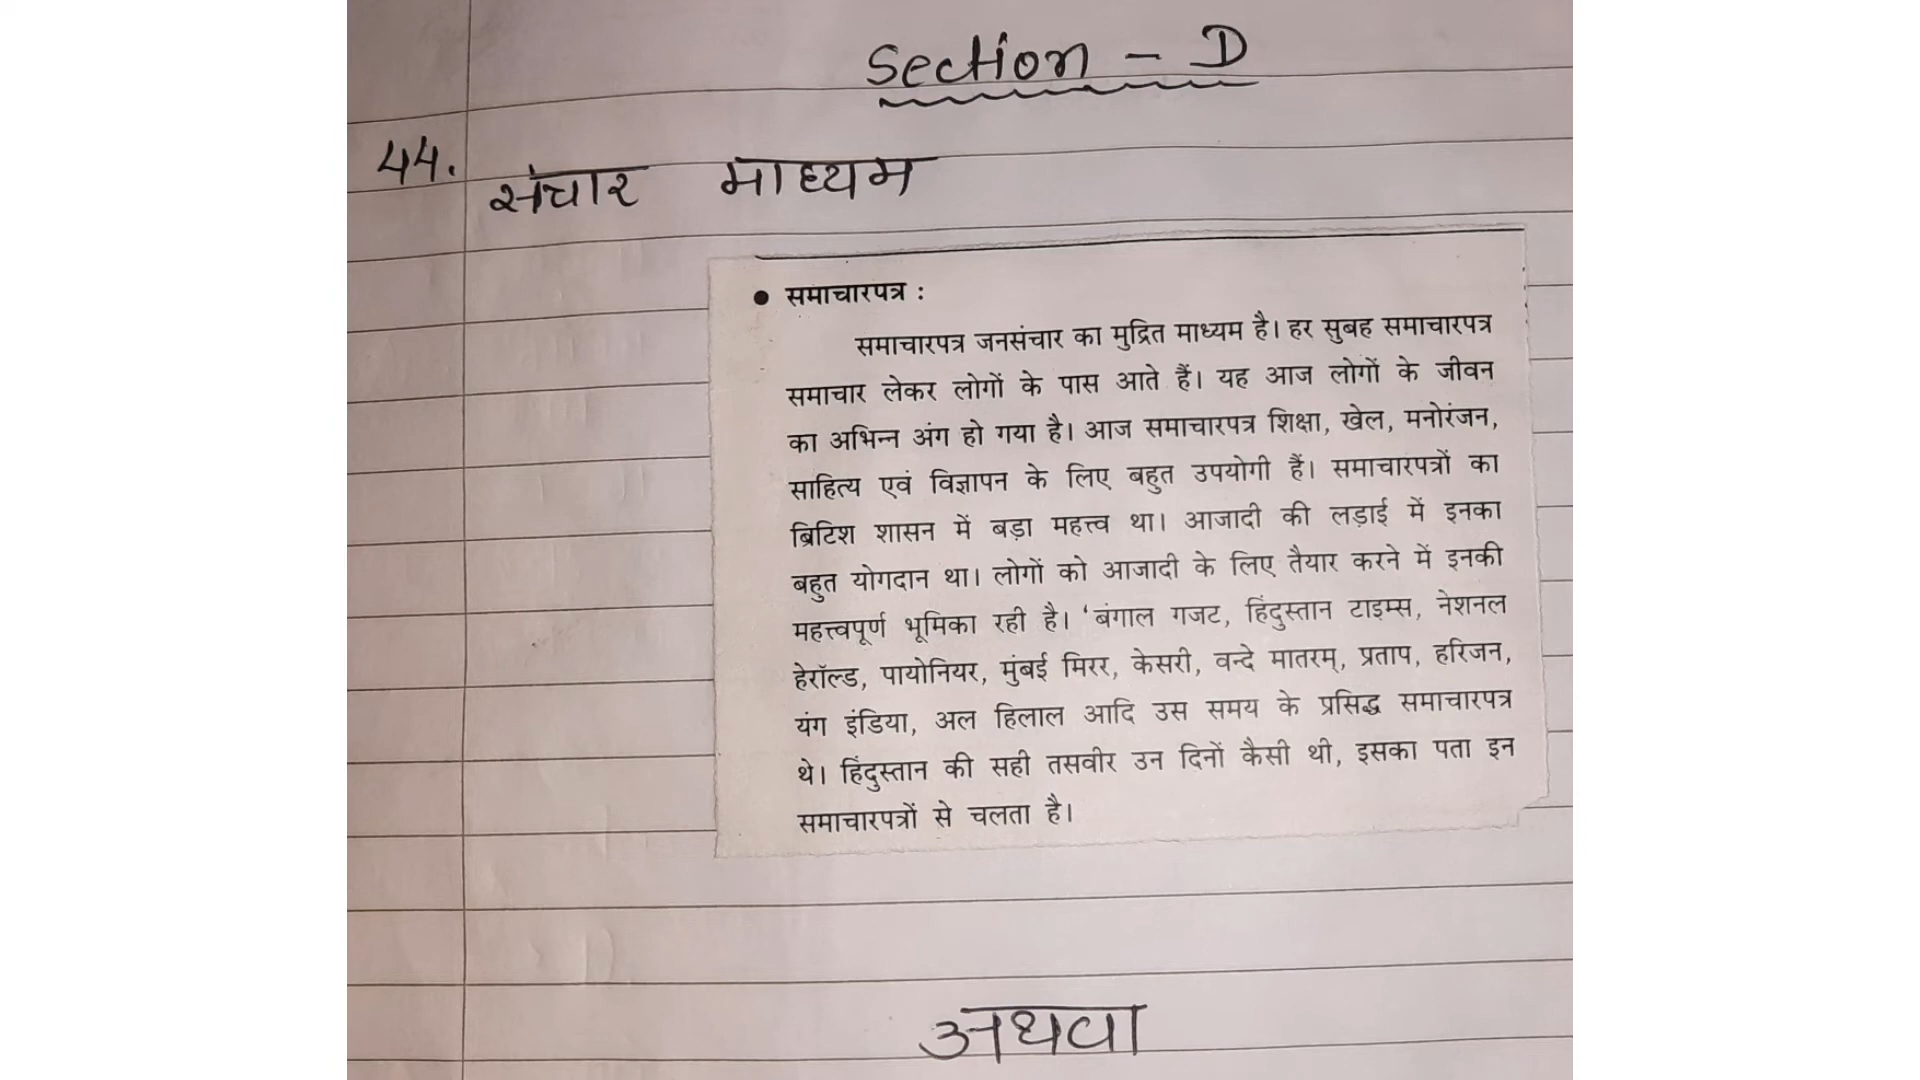 Section - D
44.
संचार माध्यम
• समाचारपत्र :
समाचारपत्र जनसंचार का मुद्रित माध्यम है। हर सुबह समाचारपत्र
समाचार लेकर लोगों के पास आते हैं। यह आज लोगों के जीवन
का अभिन्न अंग हो गया है। आज समाचारपत्र शिक्षा, खेल, मनोरंजन,
साहित्य एवं विज्ञापन के लिए बहुत उपयोगी हैं। समाचारपत्रों का
ब्रिटिश शासन में बड़ा महत्त्व था। आजादी की लड़ाई में इनका
बहुत योगदान था। लोगों को आजादी के लिए तैयार करने में इनकी
महत्त्वपूर्ण भूमिका रही है। ‘बंगाल गजट, हिंदुस्तान टाइम्स, नेशनल
हेरॉल्ड, पायोनियर, मुंबई मिरर, केसरी, वन्दे मातरम्, प्रताप, हरिजन,
यंग इंडिया, अल हिलाल आदि उस समय के प्रसिद्ध समाचारपत्र
थे। हिंदुस्तान की सही तसवीर उन दिनों कैसी थी, इसका पता इन
समाचारपत्रों से चलता है।
अथवा